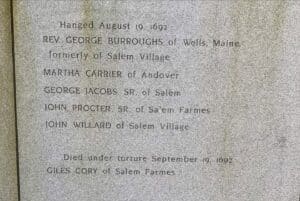 Hanged August 19, 1692
REV. GEORGE BURROUGHS of Wells, Maine,
formerly of Salem Village
MARTHA CARRIER of Andover
GEORGE JACOBS SR. of Salem
JOHN PROCTER SR. of Salem Farmes
JOHN WILLARD of Salem Village
Died under torture September 19, 1692
GILES CORY of Salem Farmes